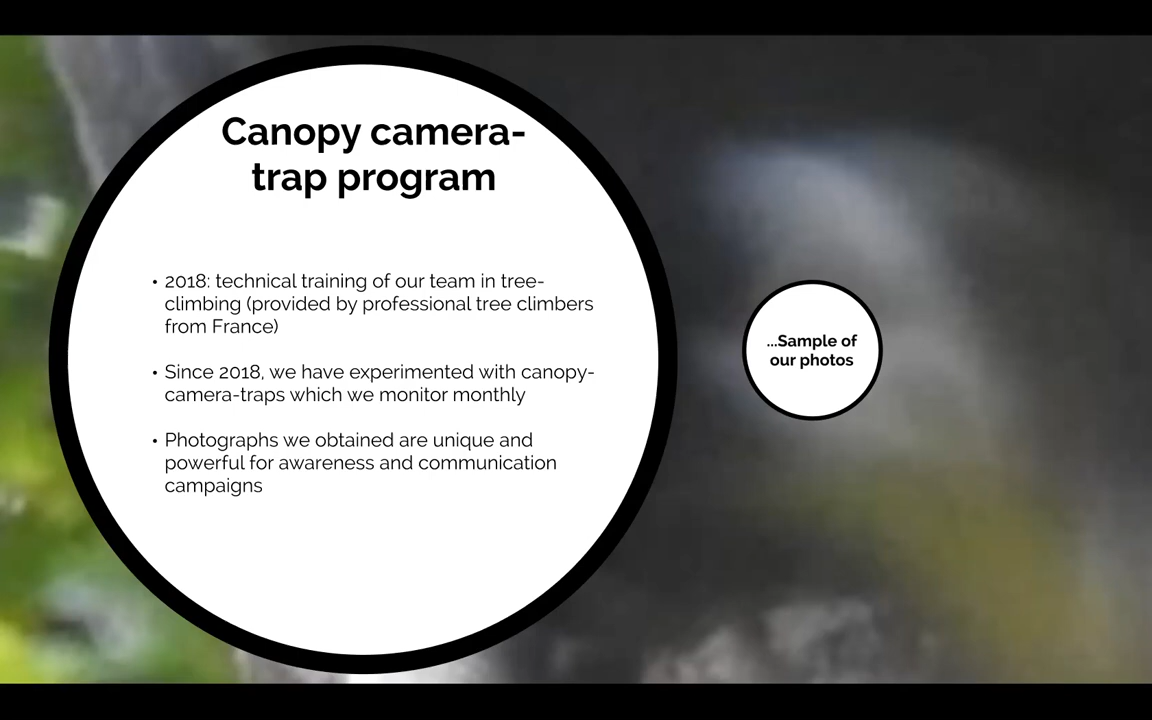 Canopy camera-
trap program
• 2018: technical training of our team in tree-
climbing (provided by professional tree climbers
from France)
• Since 2018, we have experimented with canopy-
camera-traps which we monitor monthly
• Photographs we obtained are unique and
powerful for awareness and communication
campaigns
...Sample of
our photos